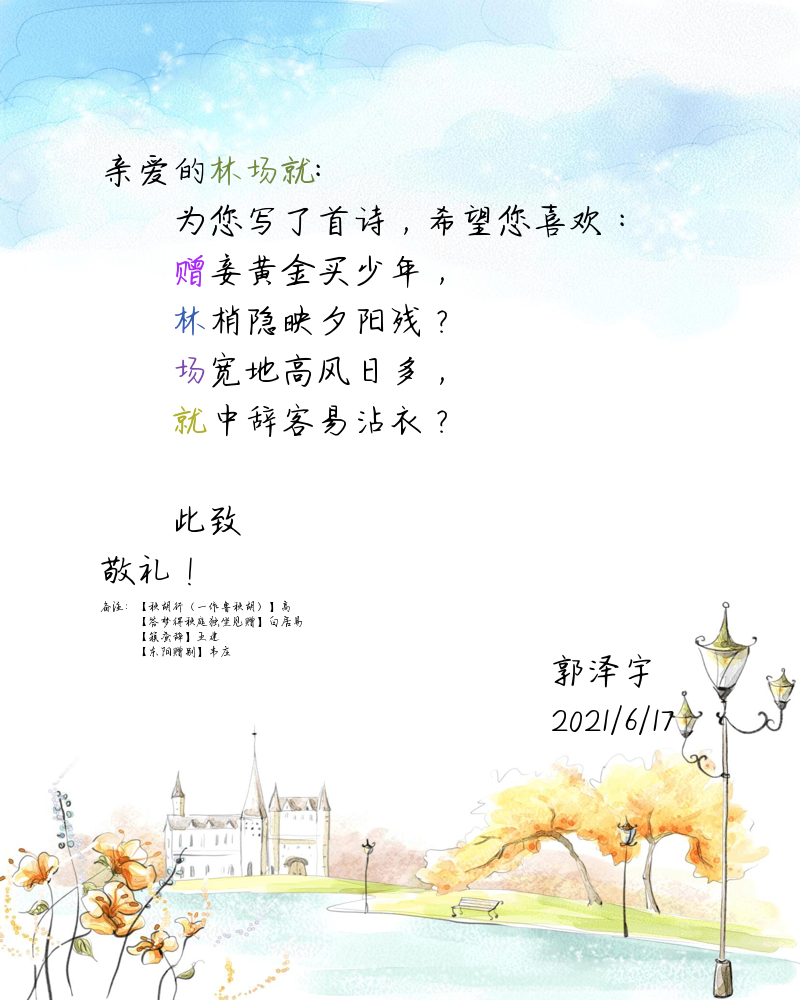 亲爱的林场就:
为您写了首诗，希望您喜欢：
赠妾黄金买少年，
林梢隐映夕阳残？
场宽地高风日多，
就中辞客易沾衣？
此致
敬礼！
备注：【秋胡行（一作鲁秋胡）】高
【答梦得秋庭独坐见赠】白居易
【簇蚕辞】王建
【东阳赠别】韦庄
郭泽宇
2021/6/17